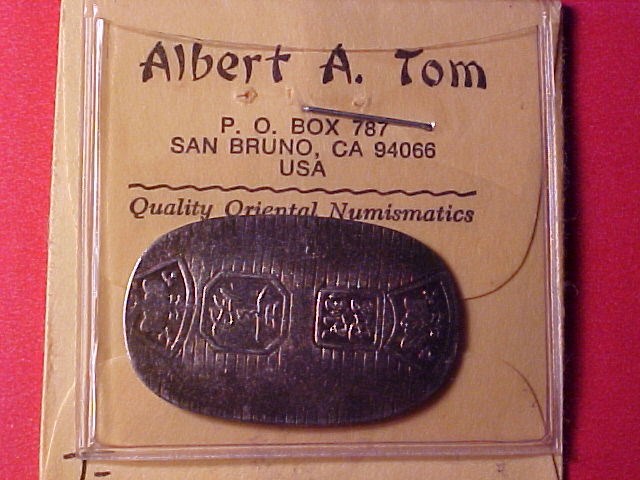 Albert A. Tom
P. O. BOX 787
SAN BRUNO, CA 94066
USA
Quality Oriental Numismatics